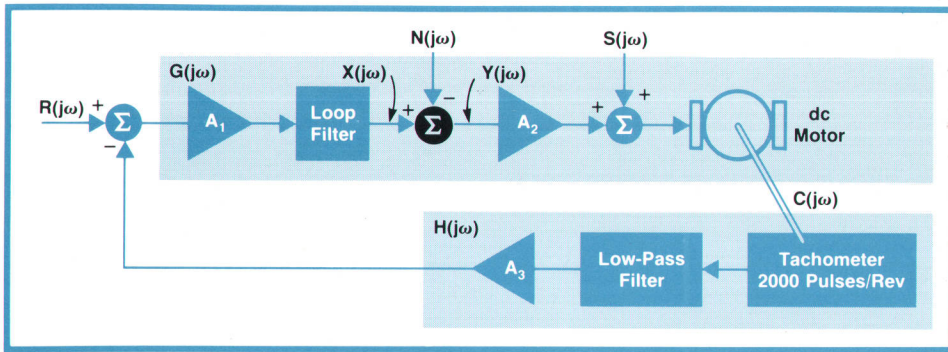 N(jω)
S(jω)
G(jω)
X(jω)
Y(jω)
R(jω)
+
Σ
−
A1
Loop
Filter
+
−
Σ
A2
+
+
Σ
dc
Motor
C(jω)
H(jω)
A3
Low-Pass
Filter
Tachometer
2000 Pulses/Rev